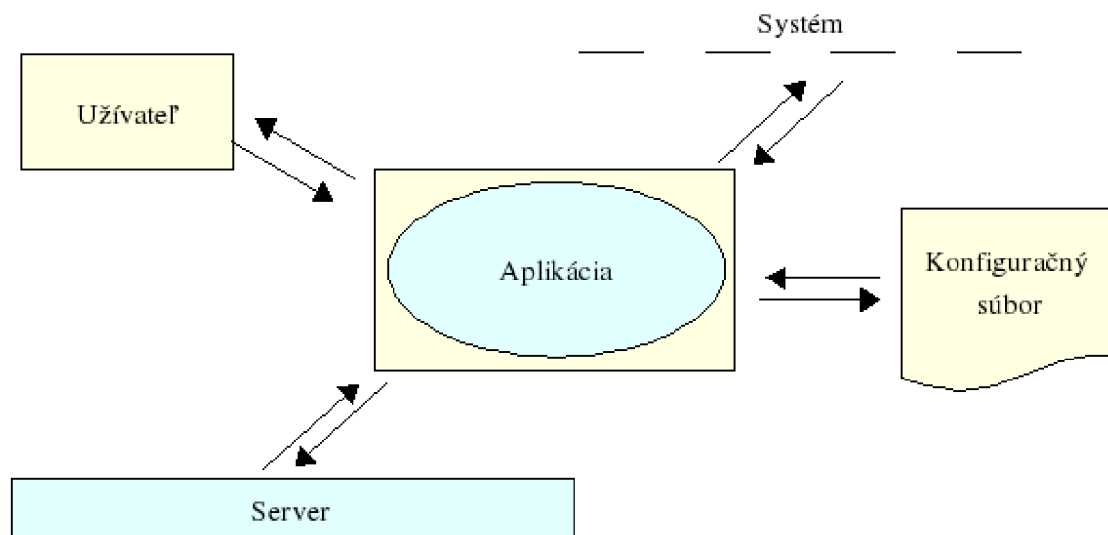 Systém
Užívateľ
Aplikácia
Konfiguračný
súbor
Server